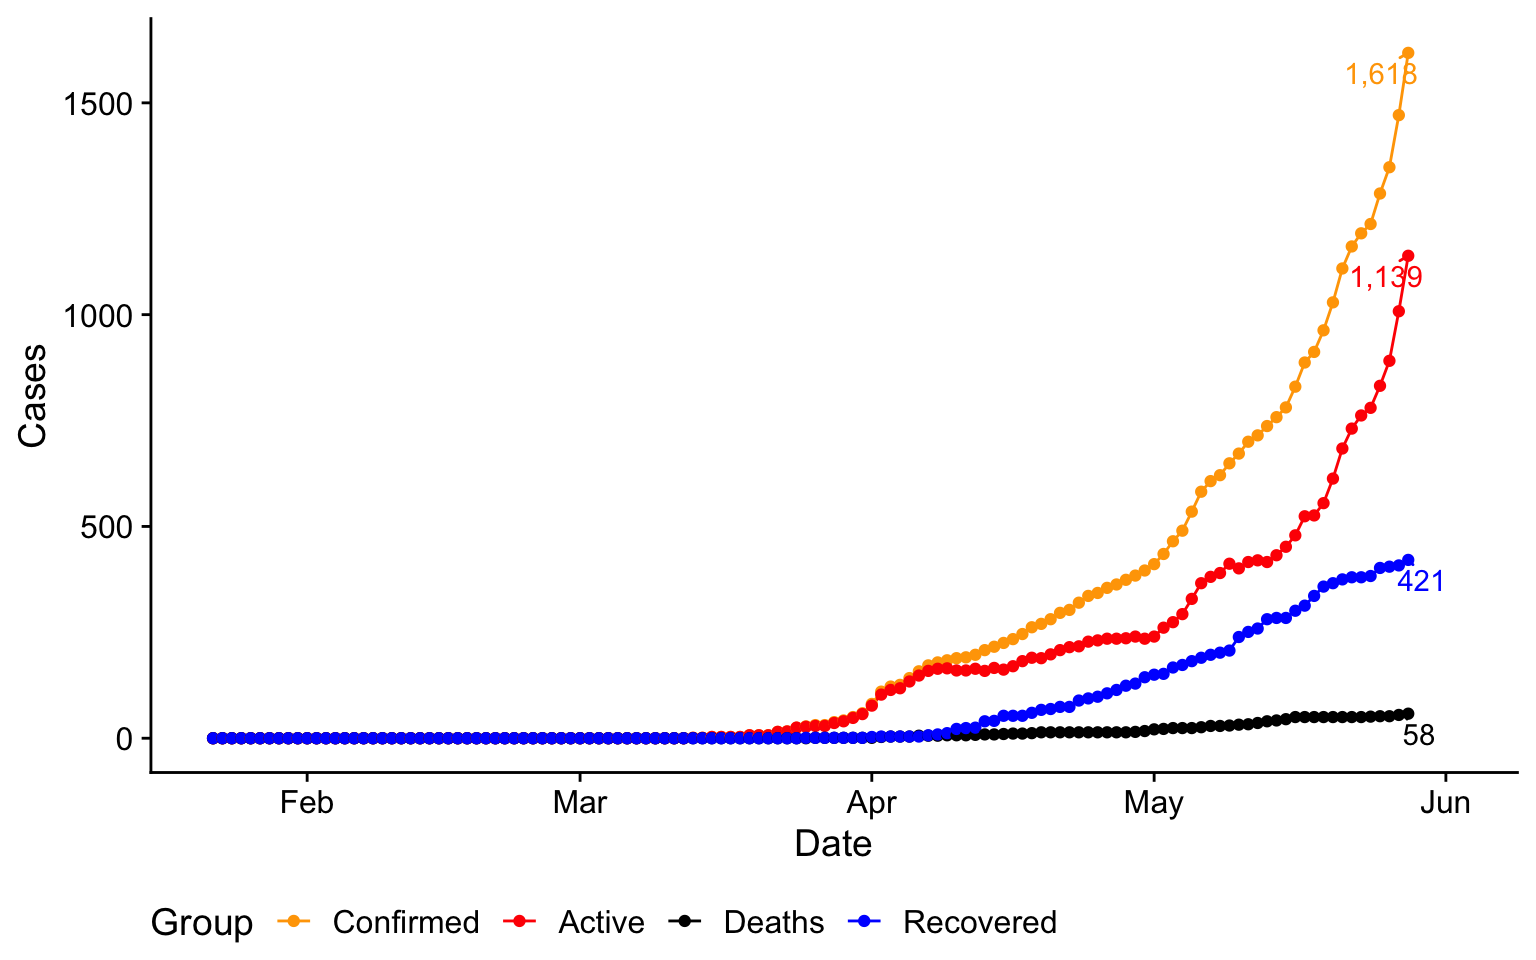 1,618
1500
1,139
1000
Cases
500
421
0
58
Feb Mar Apr May Jun
Date
Group Confirmed Active Deaths Recovered